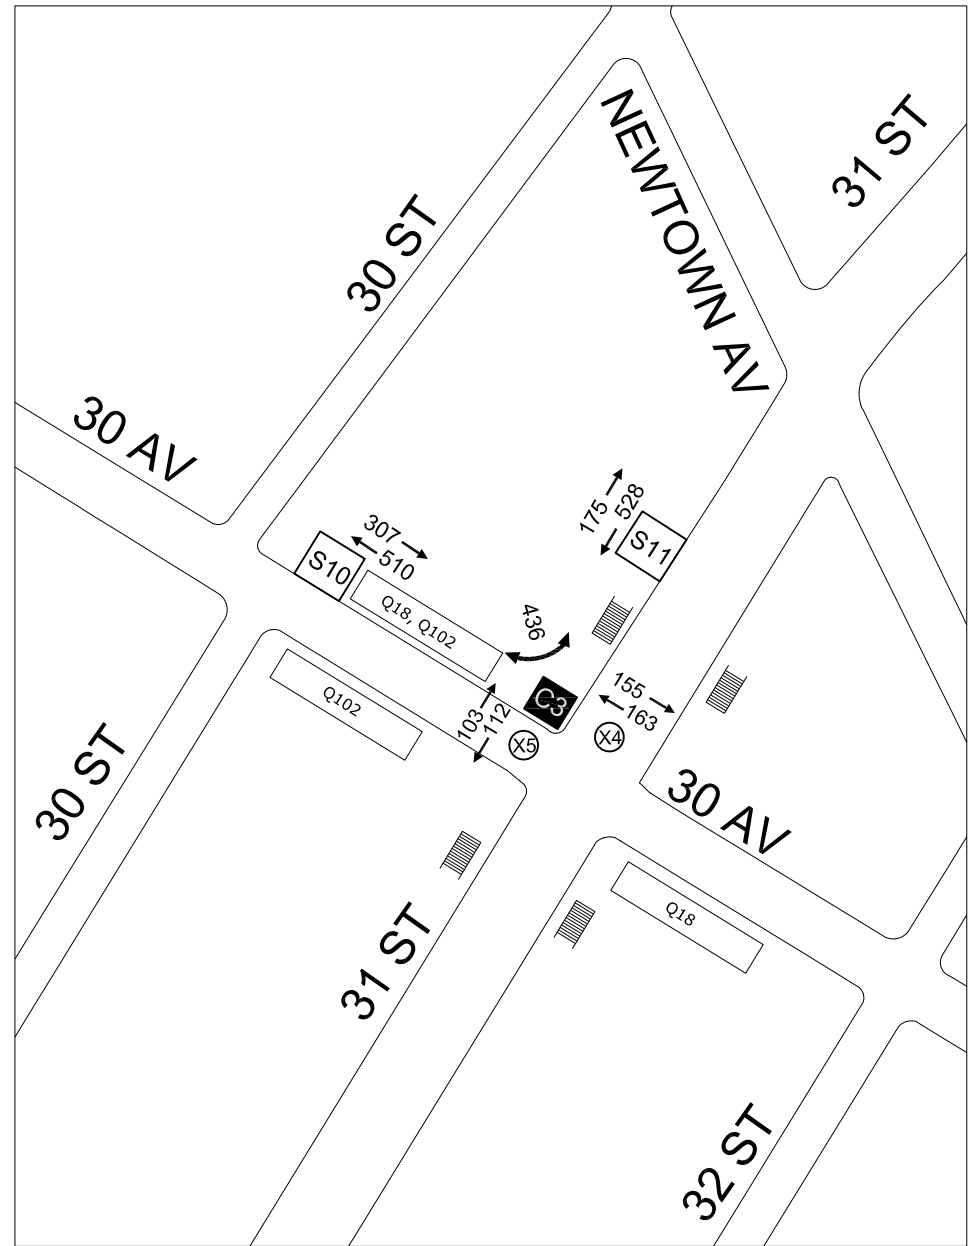 31 ST
NEWTOWN AV
30 ST
30 AV
175
528
S11
307
510
S10
Q18, Q102
436
155
163
C3
103
112
X5
X4
Q102
30 ST
30 AV
Q18
31 ST
32 ST